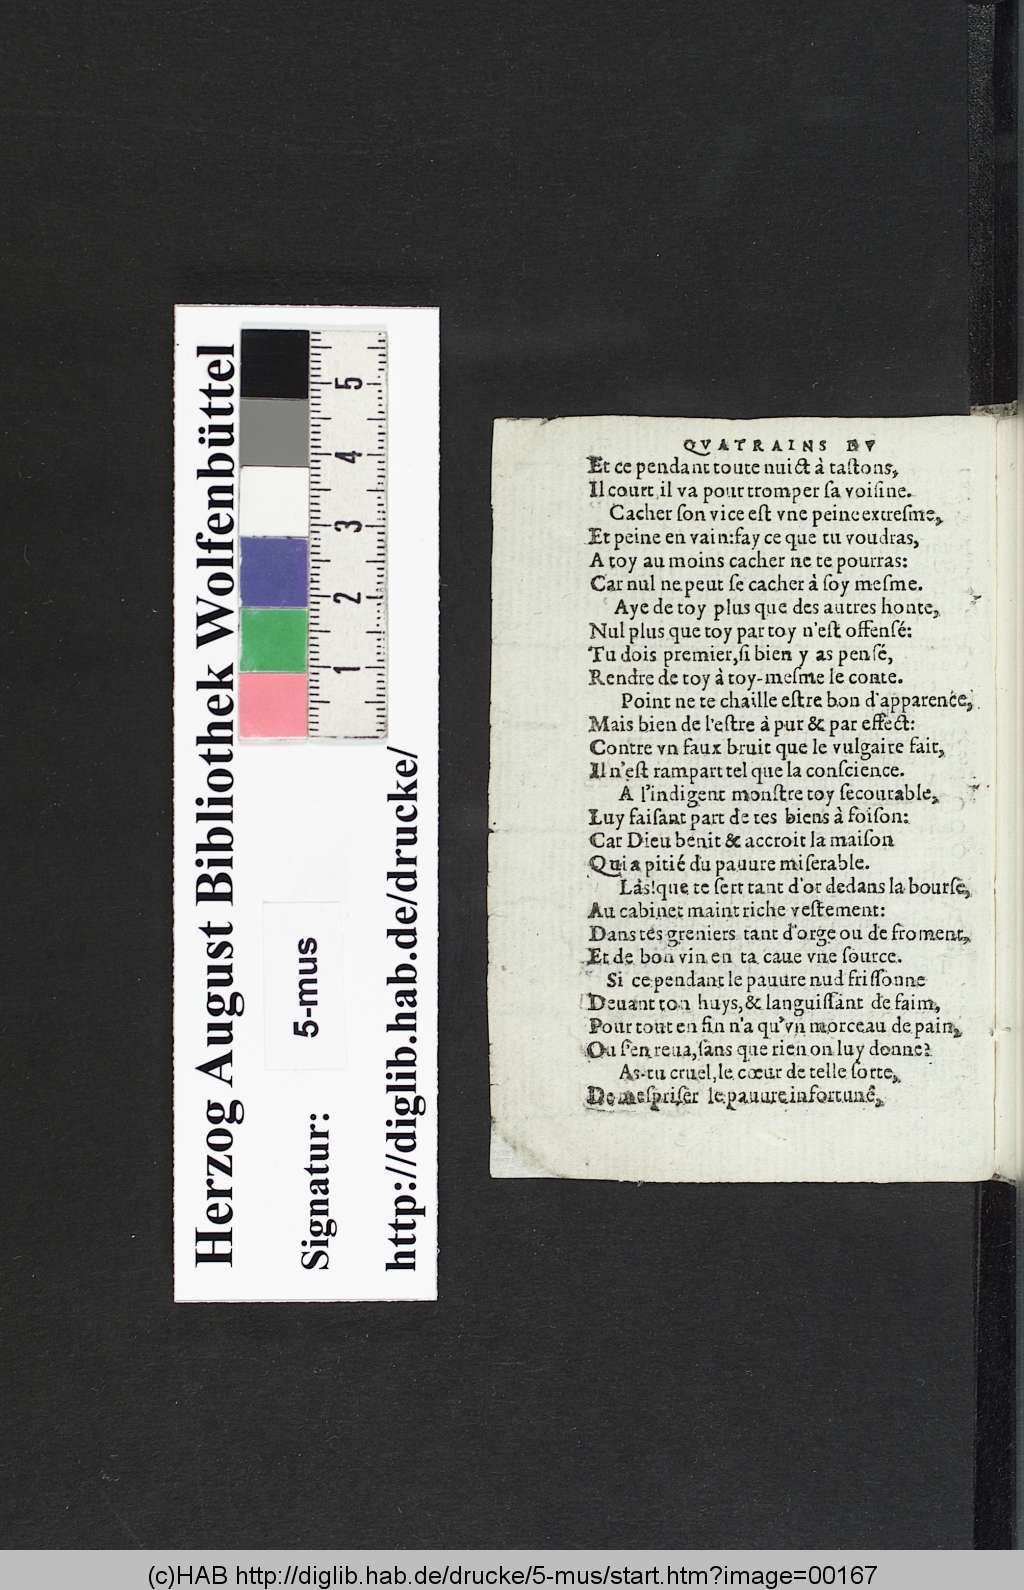 Herzog August Bibliothek Wolfenbüttel
1 2 3 4 5
Signatur: 5-mus
http://diglib.hab.de/drucke/
QVATRAINS DV
Et ce pendant toute nuict à tastons,
Il court, il va pour tromper sa voisine.
Cacher son vice est vne peine extresme,
Et peine en vain: fay ce que tu voudras,
A toy au moins cacher ne te pourras:
Car nul ne peut se cacher à soy mesme.
Aye de toy plus que des autres honte,
Nul plus que toy par toy n'est offensé:
Tu dois premier, si bien y as pensé,
Rendre de toy à toy-mesme le conte.
Point ne te chaille estre bon d'apparence,
Mais bien de l'estre à pur & par effect:
Contre vn faux bruit que le vulgaire fait,
Il n'est rampart tel que la conscience.
A l'indigent monstre toy secourable,
Luy faisant part de tes biens à foison:
Car Dieu benit & accroit la maison
Qui a pitié du pauure miserable.
Làs! que te sert tant d'or dedans la bourse,
Au cabinet maint riche vestement:
Dans tes greniers tant d'orge ou de froment,
Et de bon vin en ta caue vne source.
Si ce pendant le pauure nud frissonne
Deuant ton huys, & languissant de faim,
Pour tout en fin n'a qu'vn morceau de pain,
Ou s'en reua, sans que rien on luy donne?
As-tu cruel, le cœur de telle sorte,
De mespriser le pauure infortuné,
(c)HAB http://diglib.hab.de/drucke/5-mus/start.htm?image=00167